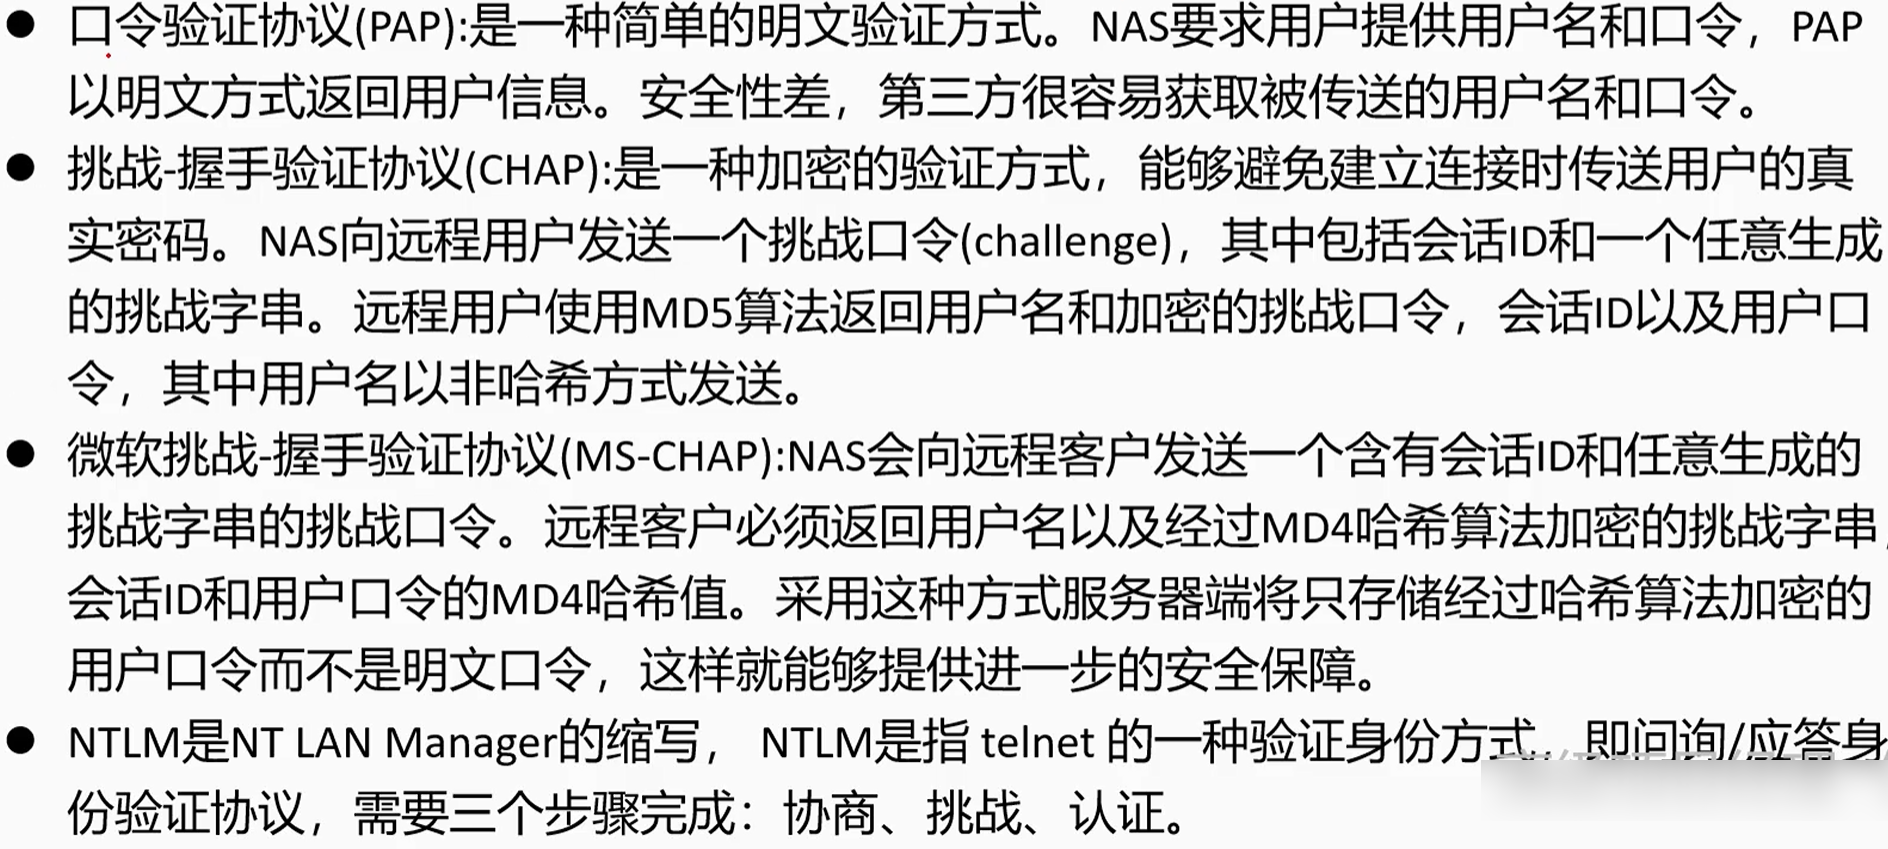 ● 口令验证协议(PAP):是一种简单的明文验证方式。NAS要求用户提供用户名和口令，PAP
以明文方式返回用户信息。安全性差，第三方很容易获取被传送的用户名和口令。
● 挑战-握手验证协议(CHAP):是一种加密的验证方式，能够避免建立连接时传送用户的真
实密码。NAS向远程用户发送一个挑战口令(challenge)，其中包括会话ID和一个任意生成
的挑战字串。远程用户使用MD5算法返回用户名和加密的挑战口令，会话ID以及用户口
令，其中用户名以非哈希方式发送。
● 微软挑战-握手验证协议(MS-CHAP):NAS会向远程客户发送一个含有会话ID和任意生成的
挑战字串的挑战口令。远程客户必须返回用户名以及经过MD4哈希算法加密的挑战字串，
会话ID和用户口令的MD4哈希值。采用这种方式服务器端将只存储经过哈希算法加密的
用户口令而不是明文口令，这样就能够提供进一步的安全保障。
● NTLM是NT LAN Manager的缩写， NTLM是指 telnet 的一种验证身份方式，即问询/应答身
份验证协议，需要三个步骤完成：协商、挑战、认证。